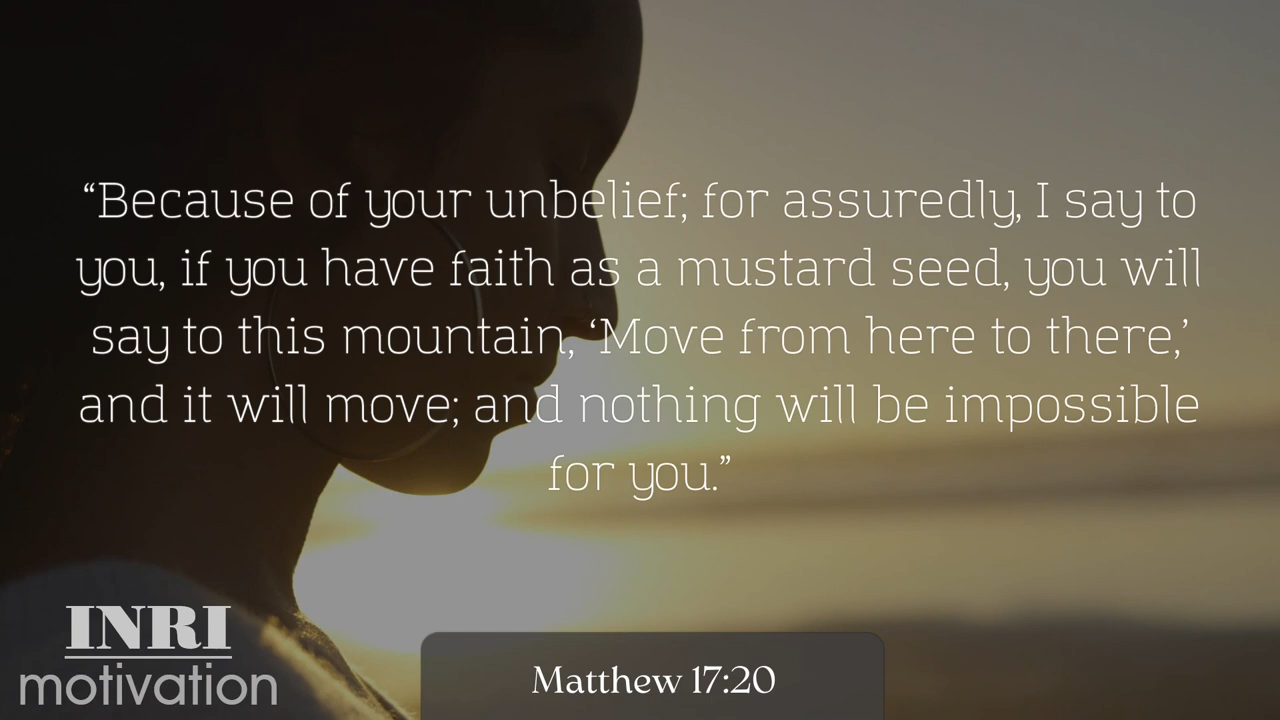 “Because of your unbelief; for assuredly, I say to
you, if you have faith as a mustard seed, you will
say to this mountain, ‘Move from here to there,’
and it will move; and nothing will be impossible
for you.”
INRI
motivation
Matthew 17:20